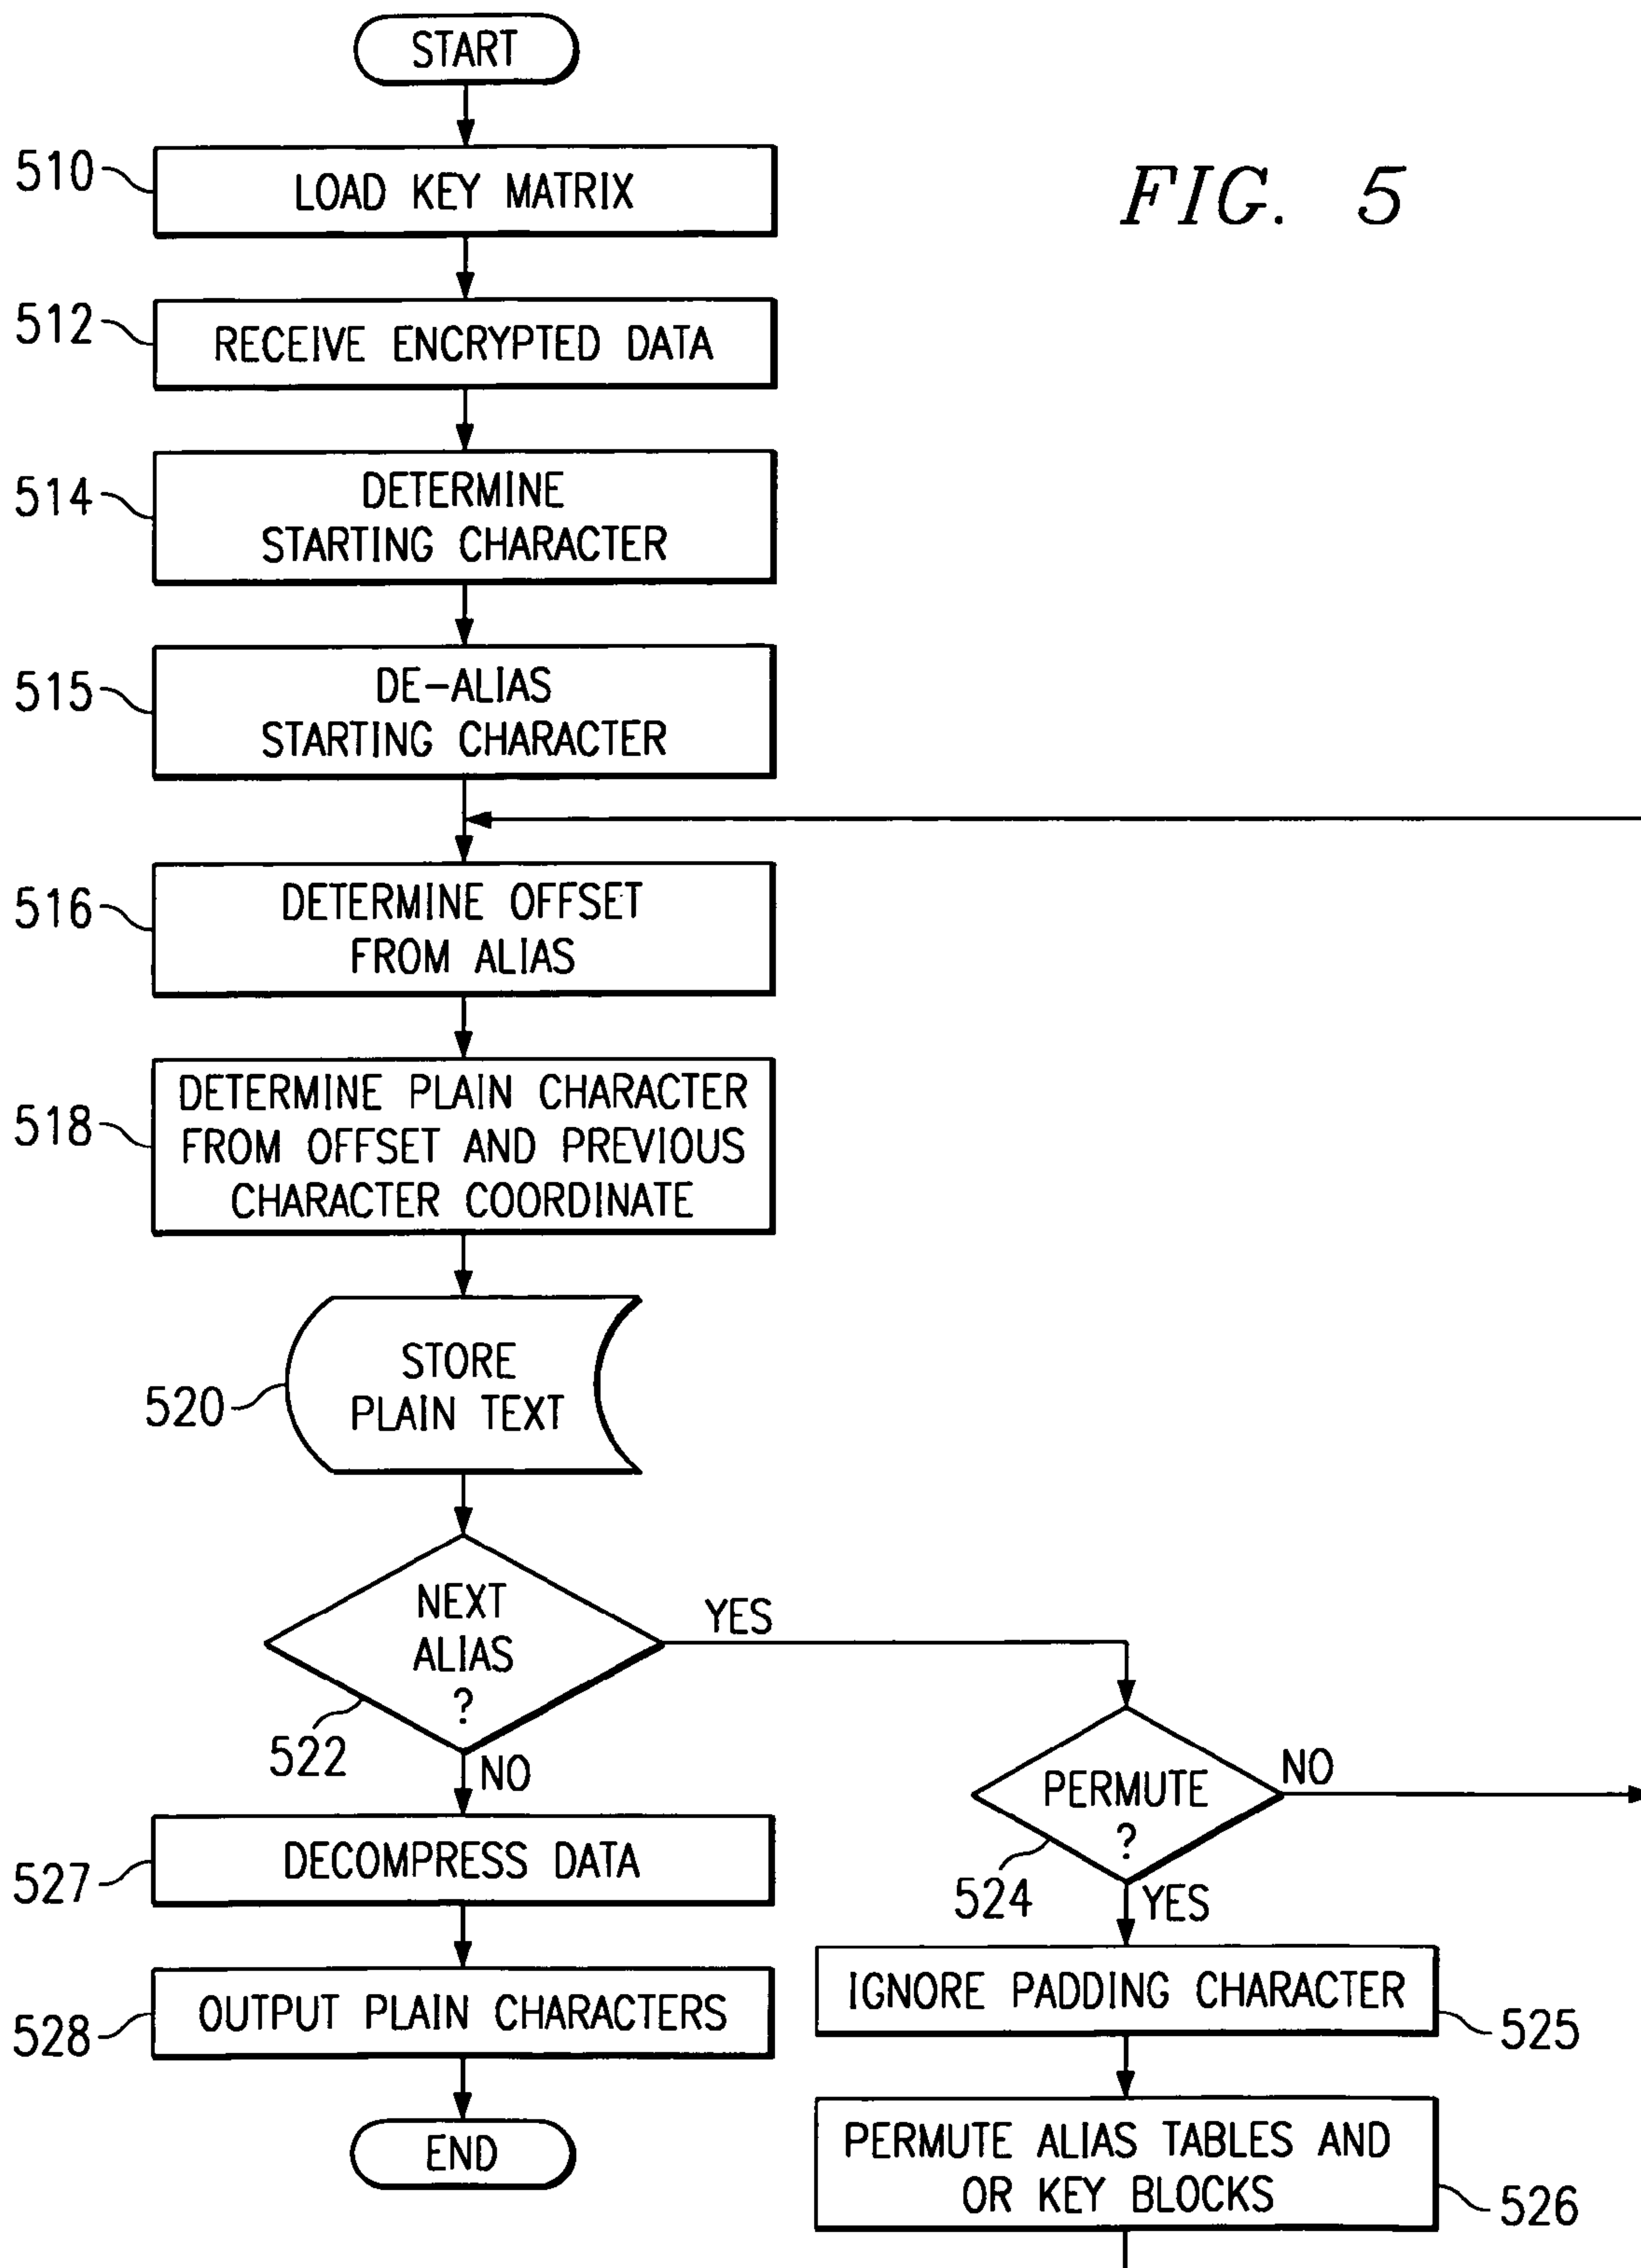 START
FIG. 5
510
LOAD KEY MATRIX
512
RECEIVE ENCRYPTED DATA
514
DETERMINE
STARTING CHARACTER
515
DE-ALIAS
STARTING CHARACTER
516
DETERMINE OFFSET
FROM ALIAS
518
DETERMINE PLAIN CHARACTER
FROM OFFSET AND PREVIOUS
CHARACTER COORDINATE
520
STORE
PLAIN TEXT
NEXT
ALIAS
?
522
YES
NO
PERMUTE
?
524
NO
YES
527
DECOMPRESS DATA
528
OUTPUT PLAIN CHARACTERS
END
IGNORE PADDING CHARACTER
525
PERMUTE ALIAS TABLES AND
OR KEY BLOCKS
526